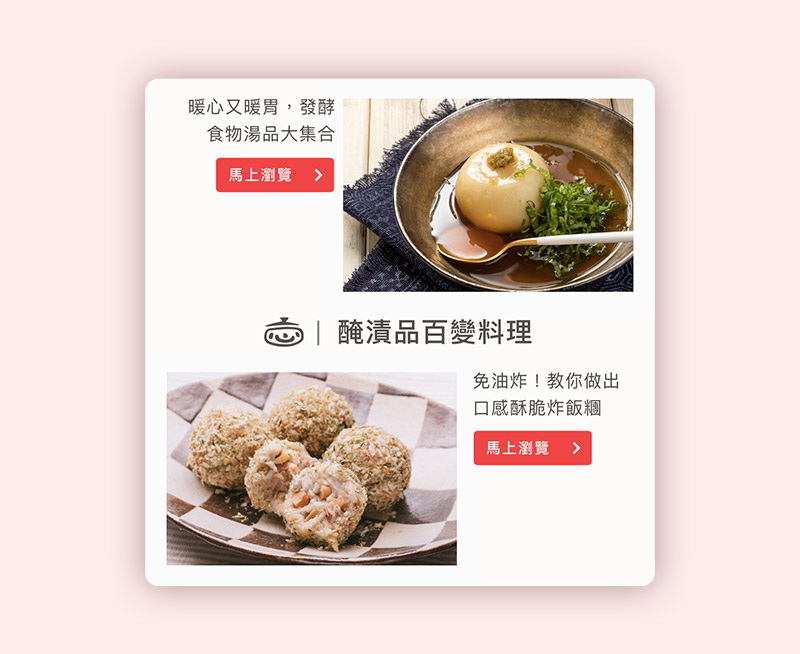 暖心又暖胃，發酵
食物湯品大集合
馬上瀏覽
醃漬品百變料理
免油炸！教你做出
口感酥脆炸飯糰
馬上瀏覽